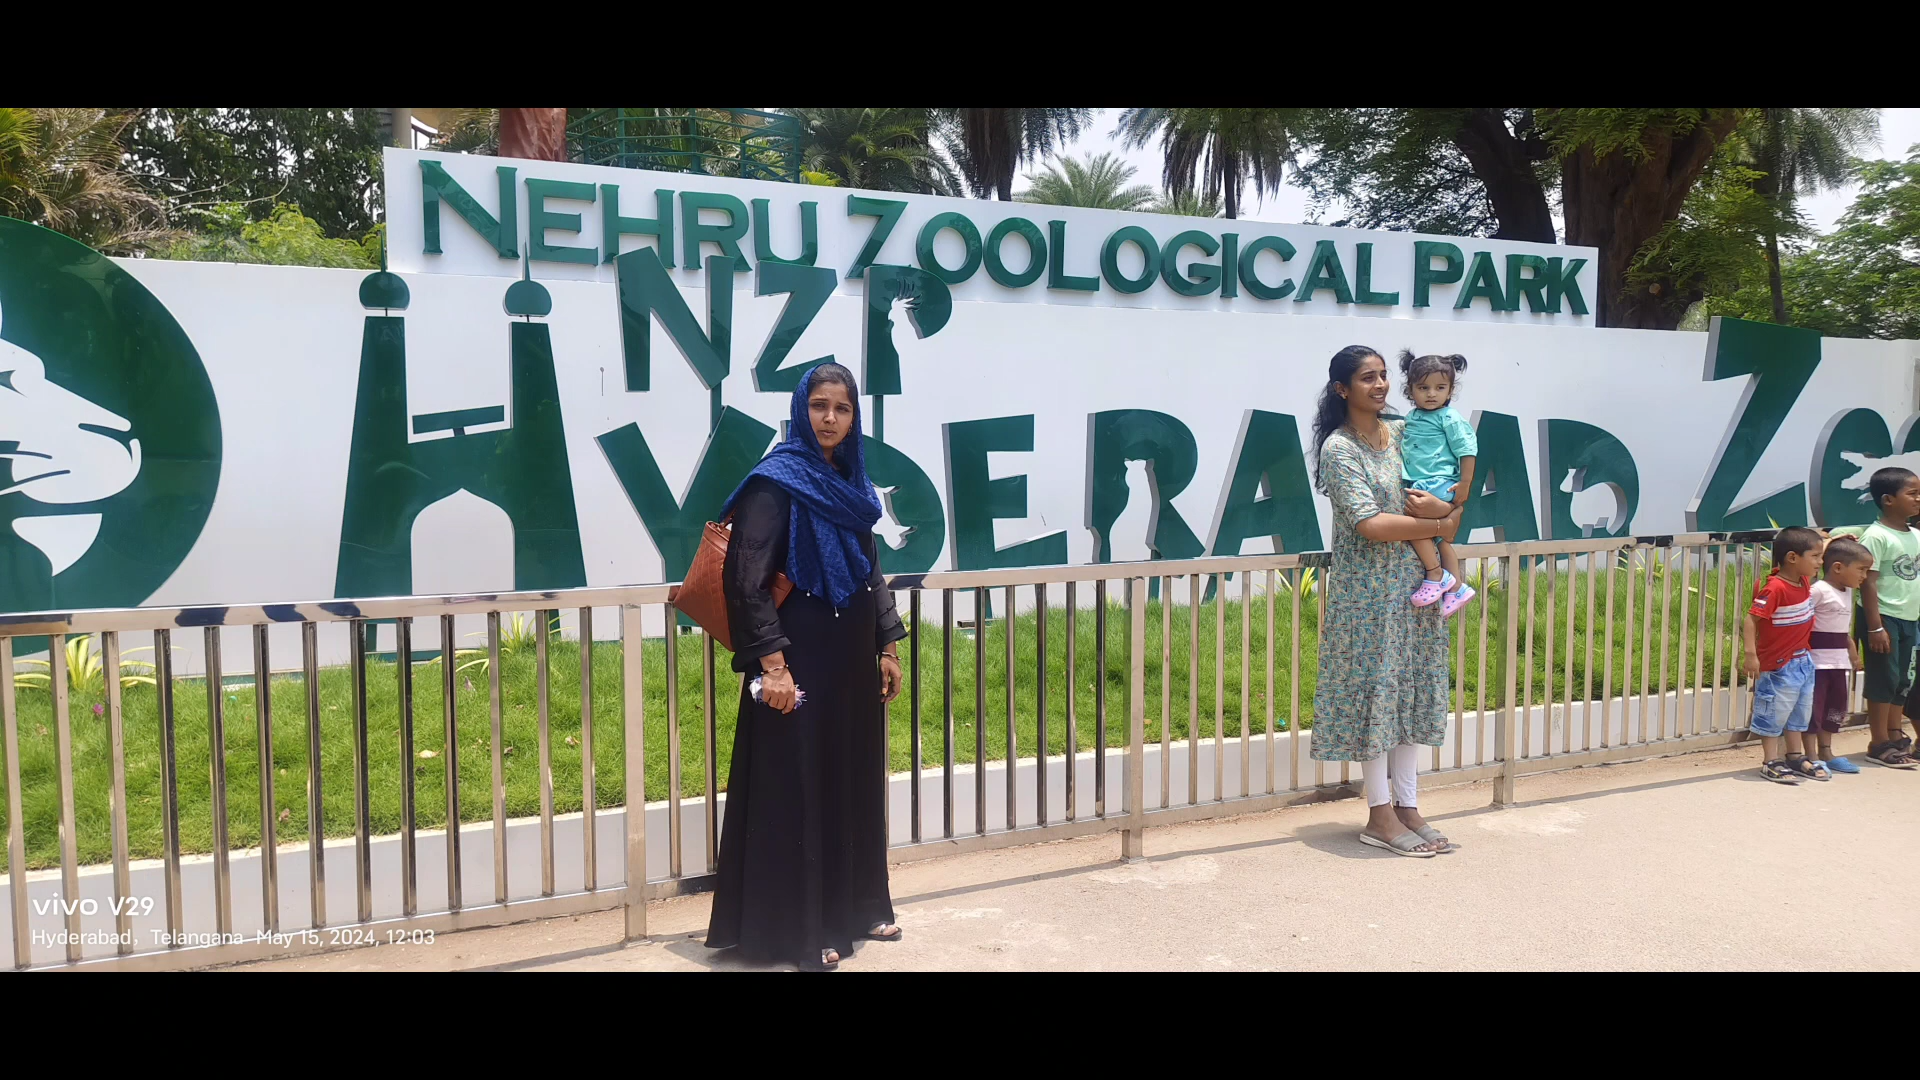 NEHRU ZOOLOGICAL PARK
NZP
HYDERABAD ZOO
vivo V29
Hyderabad, Telangana May 15, 2024, 12:03